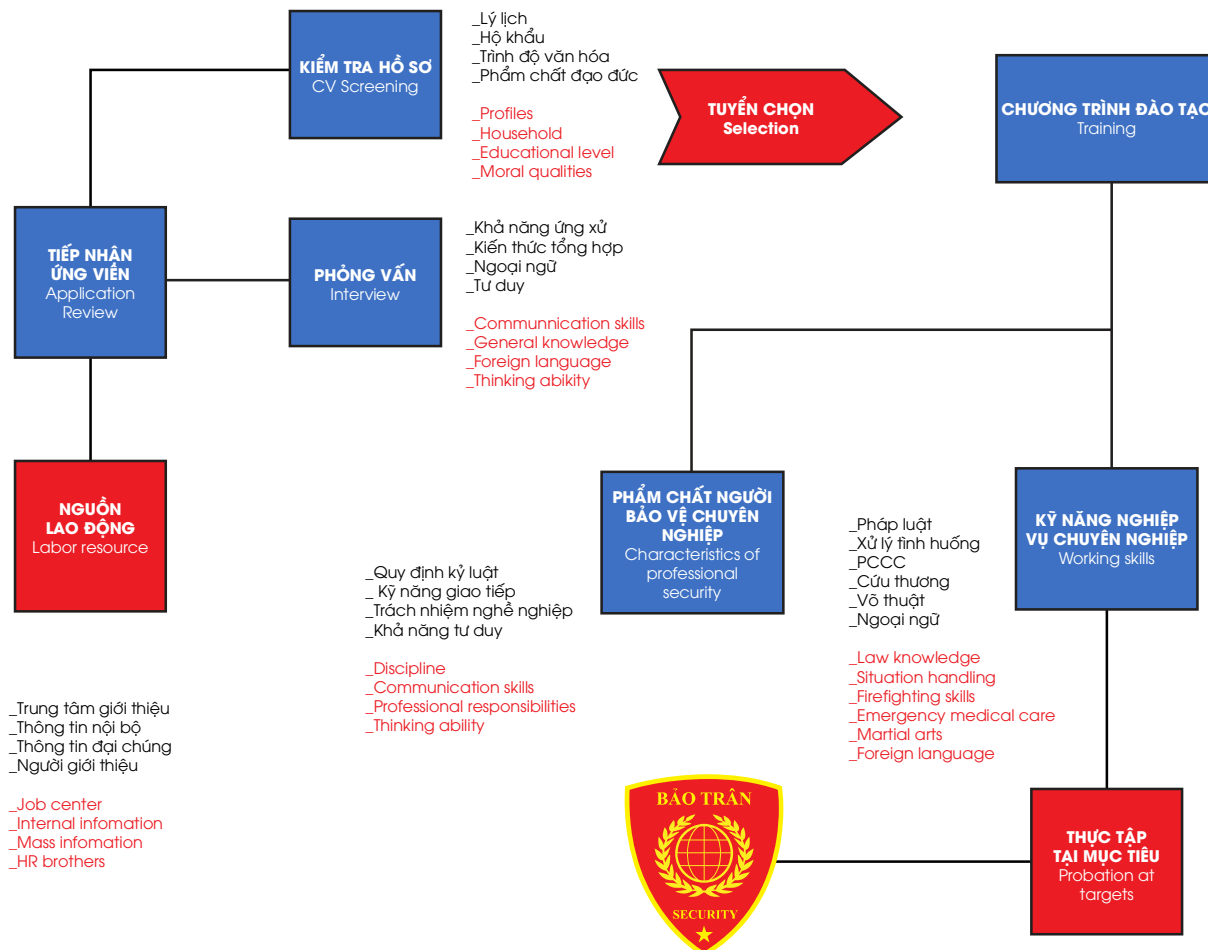 KIỂM TRA HỒ SƠ
CV Screening
_Lý lịch
_Hộ khẩu
_Trình độ văn hóa
_Phẩm chất đạo đức
_Profiles
_Household
_Educational level
_Moral qualities
TUYỂN CHỌN
Selection
CHƯƠNG TRÌNH ĐÀO TẠO
Training
TIẾP NHẬN
ỨNG VIÊN
Application
Review
PHỎNG VẤN
Interview
_Khả năng ứng xử
_Kiến thức tổng hợp
_Ngoại ngữ
_Tư duy
_Communnication skills
_General knowledge
_Foreign language
_Thinking abikity
NGUỒN
LAO ĐỘNG
Labor resource
_Trung tâm giới thiệu
_Thông tin nội bộ
_Thông tin đại chúng
_Người giới thiệu
_Job center
_Internal infomation
_Mass infomation
_HR brothers
PHẨM CHẤT NGƯỜI
BẢO VỆ CHUYÊN
NGHIỆP
Characteristics of
professional
security
_Quy định kỷ luật
_ Kỹ năng giao tiếp
_Trách nhiệm nghề nghiệp
_Khả năng tư duy
_Discipline
_Communication skills
_Professional responsibilities
_Thinking ability
KỸ NĂNG NGHIỆP
VỤ CHUYÊN NGHIỆP
Working skills
_Pháp luật
_Xử lý tình huống
_PCCC
_Cứu thương
_Võ thuật
_Ngoại ngữ
_Law knowledge
_Situation handling
_Firefighting skills
_Emergency medical care
_Martial arts
_Foreign language
THỰC TẬP
TẠI MỤC TIÊU
Probation at
targets
BẢO TRÂN
SECURITY